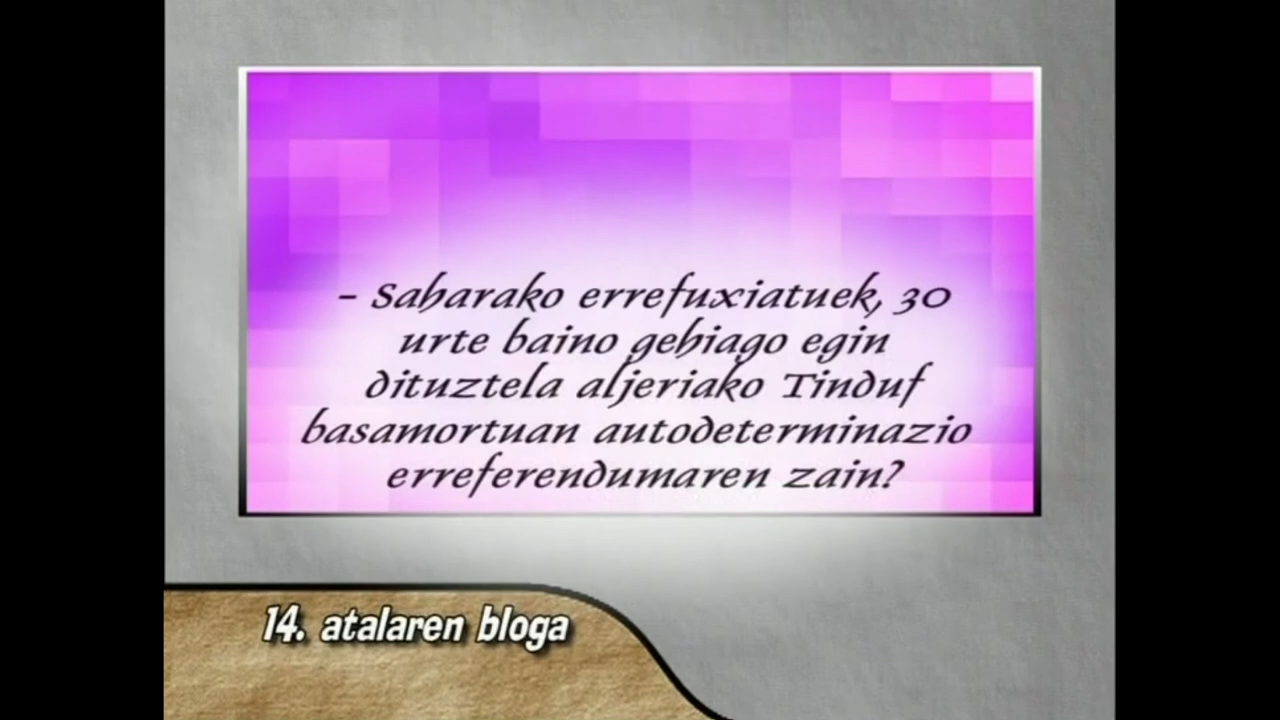 - Saharako errefuxiatuek, 30
urte baino gehiago egin
dituztela aljeriako Tinduf
basamortuan autodeterminazio
erreferendumaren zain?
14. atalaren bloga